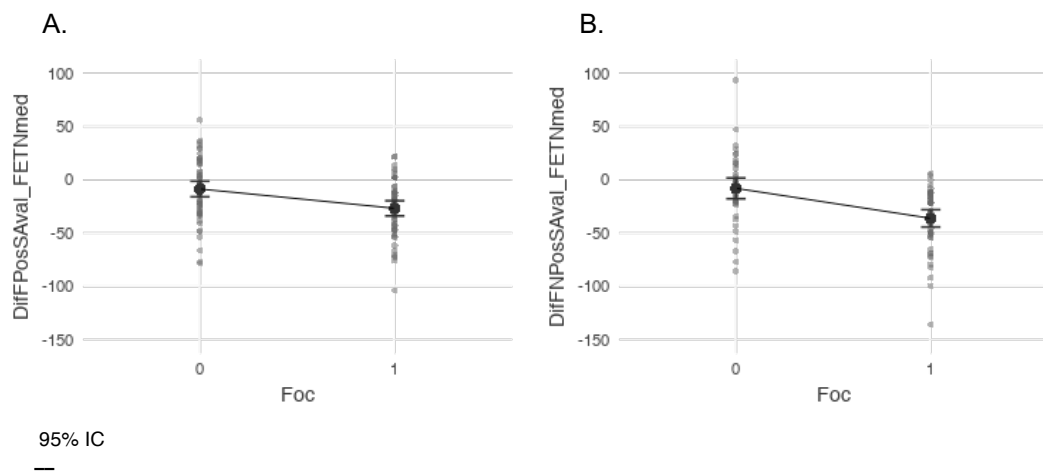 A.
100
50
0
-50
-100
-150
DifFPosSAval_FETNmed
0 1
Foc
B.
100
50
0
-50
-100
-150
DifFNPosSAval_FETNmed
0 1
Foc
95% IC